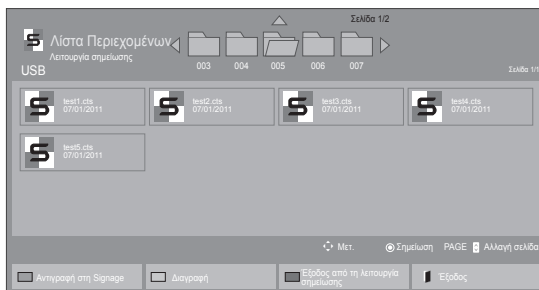 Σελίδα 1/2
Λίστα Περιεχομένων
Λειτουργία σημείωσης
USB
003 004 005 006 007
Σελίδα 1/1
test1.cts
07/01/2011
test2.cts
07/01/2011
test3.cts
07/01/2011
test4.cts
07/01/2011
test5.cts
07/01/2011
Μετ. Σημείωση PAGE Αλλαγή σελίδα
Αντιγραφή στη Signage
Διαγραφή
Έξοδος από τη λειτουργία
σημείωσης
Έξοδος